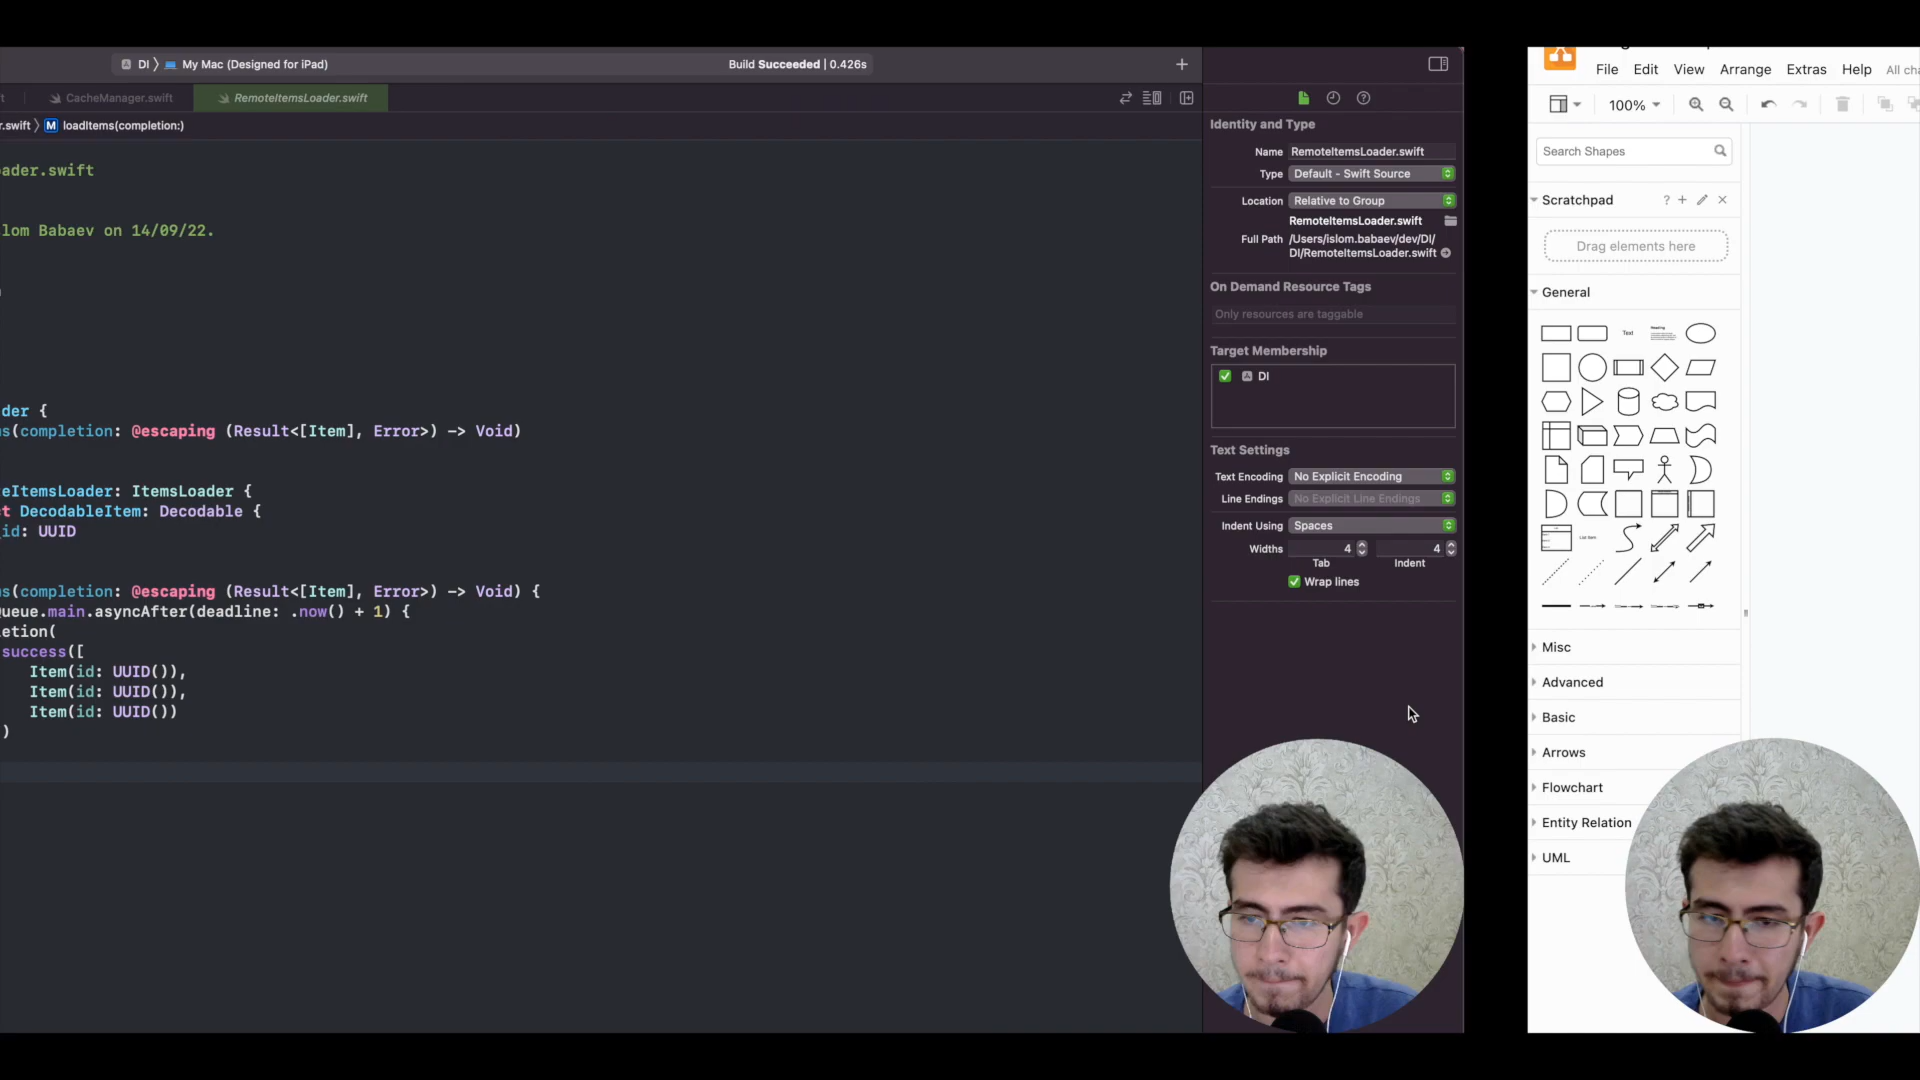 DI 〉 My Mac (Designed for iPad)
Build Succeeded | 0.426s
CacheManager.swift
RemoteItemsLoader.swift
r.swift 〉 M loadItems(completion:)
ader.swift
lom Babaev on 14/09/22.
der {
s(completion: @escaping (Result<[Item], Error>) -> Void)
eItemsLoader: ItemsLoader {
ct DecodableItem: Decodable {
id: UUID
s(completion: @escaping (Result<[Item], Error>) -> Void) {
ueue.main.asyncAfter(deadline: .now() + 1) {
etion(
success([
Item(id: UUID()),
Item(id: UUID()),
Item(id: UUID())
)
Identity and Type
Name RemoteItemsLoader.swift
Type Default - Swift Source
Location Relative to Group
RemoteItemsLoader.swift
Full Path /Users/islom.babaev/dev/DI/
DI/RemoteItemsLoader.swift
On Demand Resource Tags
Only resources are taggable
Target Membership
DI
Text Settings
Text Encoding No Explicit Encoding
Line Endings No Explicit Line Endings
Indent Using Spaces
Widths 4 4
Tab Indent
Wrap lines
File Edit View Arrange Extras Help All cha
100%
Search Shapes
Scratchpad ? + ×
Drag elements here
General
Text
Heading
List Item
Misc
Advanced
Basic
Arrows
Flowchart
Entity Relation
UML